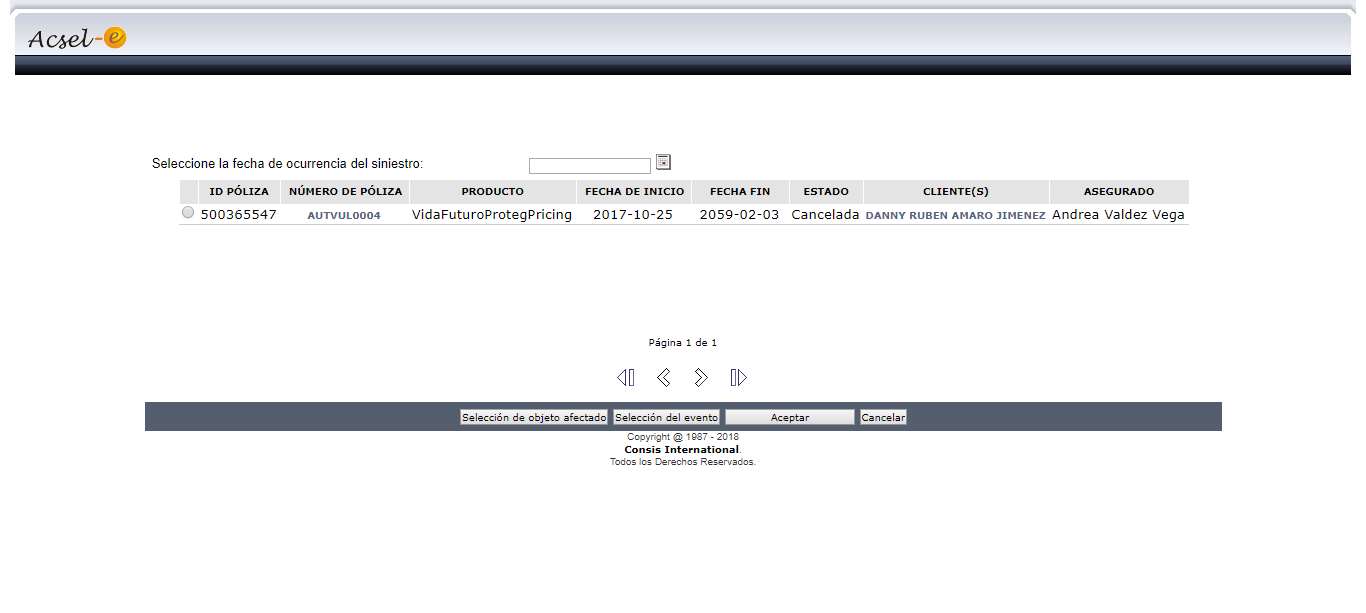 Acsel-e
Seleccione la fecha de ocurrencia del siniestro:
ID PÓLIZA NÚMERO DE PÓLIZA PRODUCTO FECHA DE INICIO FECHA FIN ESTADO CLIENTE(S) ASEGURADO
500365547 AUTVUL0004 VidaFuturoProtegPricing 2017-10-25 2059-02-03 Cancelada DANNY RUBEN AMARO JIMENEZ Andrea Valdez Vega
Página 1 de 1
Selección de objeto afectado Selección del evento Aceptar Cancelar
Copyright @ 1987 - 2018
Consis International.
Todos los Derechos Reservados.